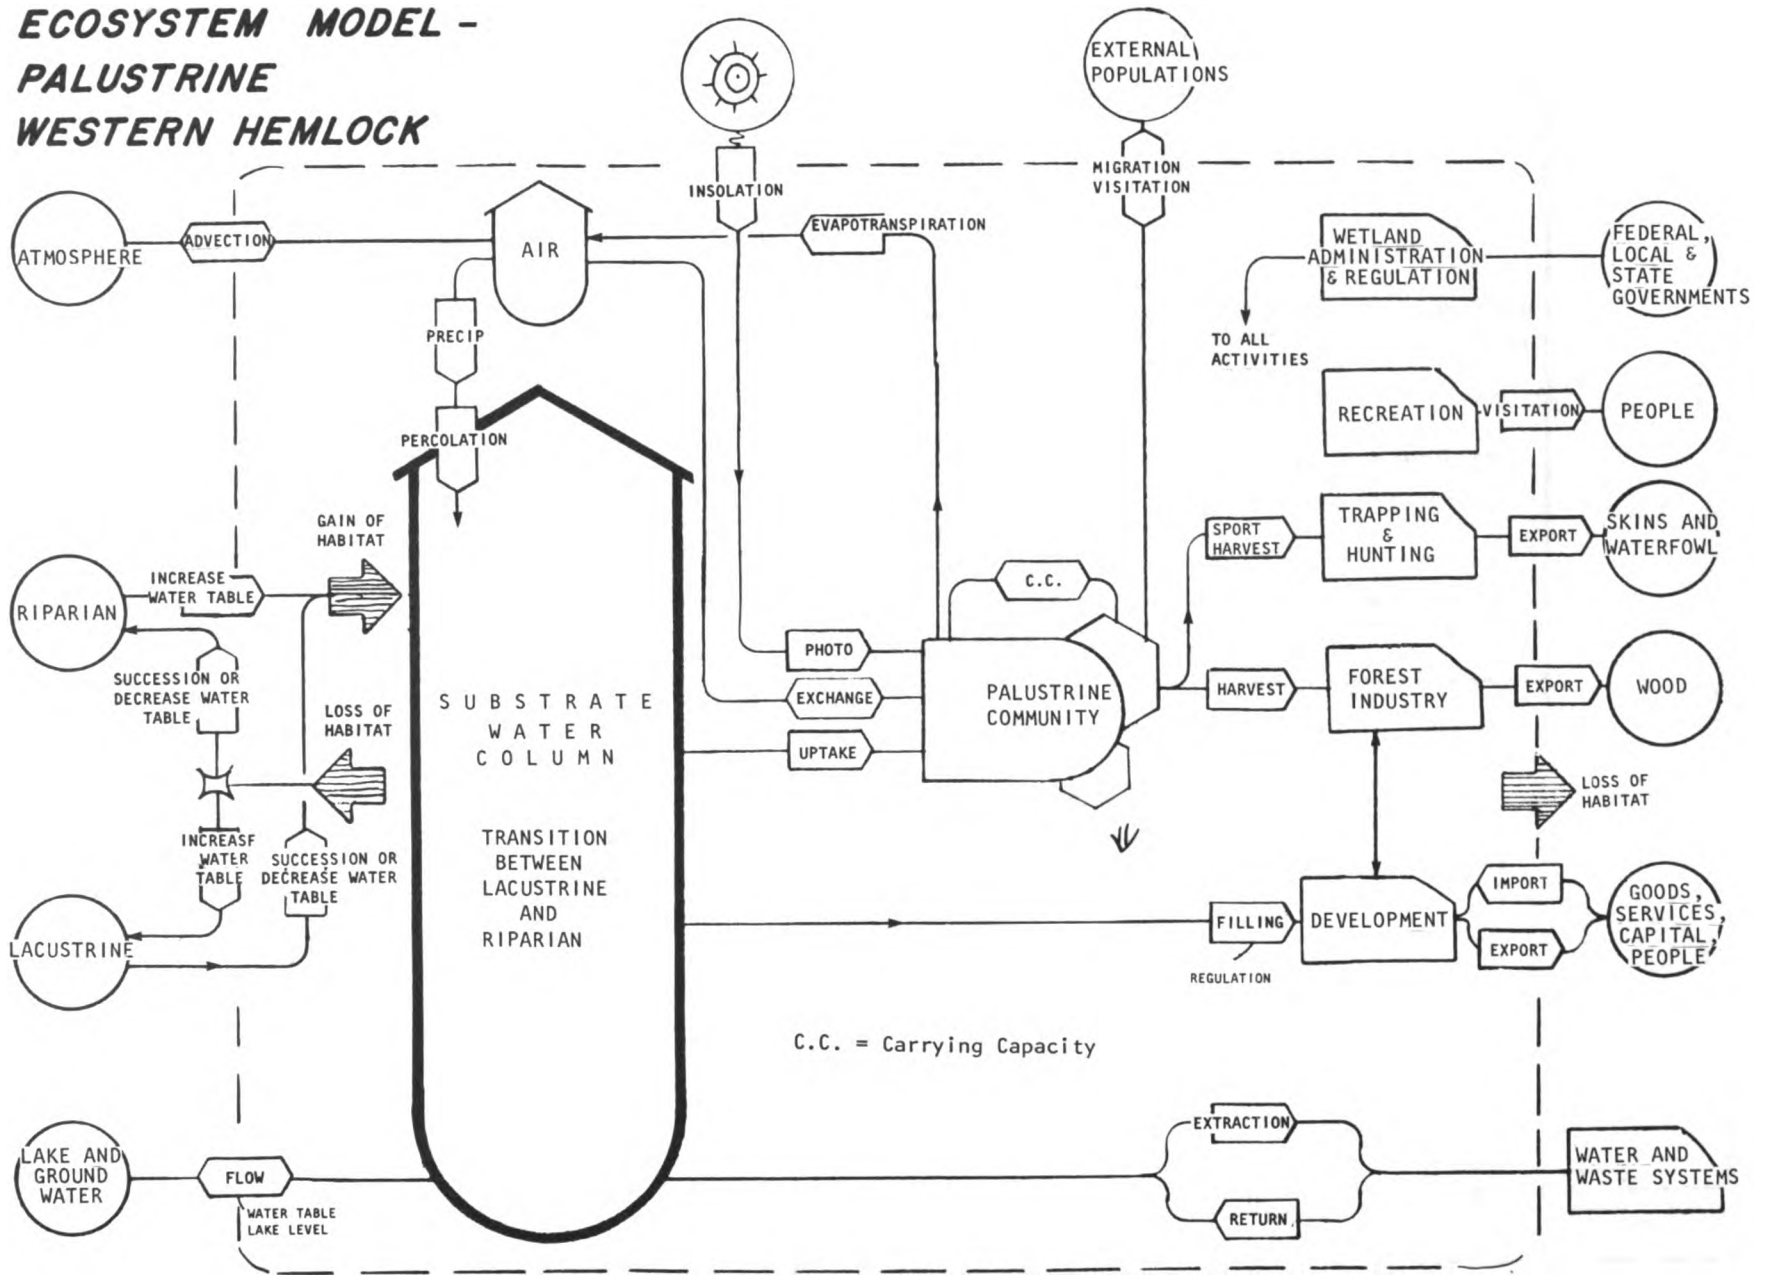 ECOSYSTEM MODEL -
PALUSTRINE
WESTERN HEMLOCK
EXTERNAL
POPULATIONS
INSOLATION
MIGRATION
VISITATION
ATMOSPHERE
ADVECTION
AIR
EVAPOTRANSPIRATION
WETLAND
ADMINISTRATION
& REGULATION
FEDERAL,
LOCAL &
STATE
GOVERNMENTS
TO ALL
ACTIVITIES
PRECIP
PERCOLATION
RECREATION
VISITATION
PEOPLE
GAIN OF
HABITAT
SPORT
HARVEST
TRAPPING
&
HUNTING
EXPORT
SKINS AND
WATERFOWL
RIPARIAN
INCREASE
WATER TABLE
C.C.
PHOTO
EXCHANGE
UPTAKE
PALUSTRINE
COMMUNITY
HARVEST
FOREST
INDUSTRY
EXPORT
WOOD
SUCCESSION OR
DECREASE WATER
TABLE
LOSS OF
HABITAT
SUBSTRATE
WATER
COLUMN
LOSS OF
HABITAT
INCREASF
WATER
TABLE
SUCCESSION OR
DECREASE WATER
TABLE
TRANSITION
BETWEEN
LACUSTRINE
AND
RIPARIAN
LACUSTRINE
FILLING
REGULATION
DEVELOPMENT
IMPORT
EXPORT
GOODS,
SERVICES,
CAPITAL,
PEOPLE
C.C. = Carrying Capacity
LAKE AND
GROUND
WATER
FLOW
WATER TABLE
LAKE LEVEL
EXTRACTION
RETURN
WATER AND
WASTE SYSTEMS